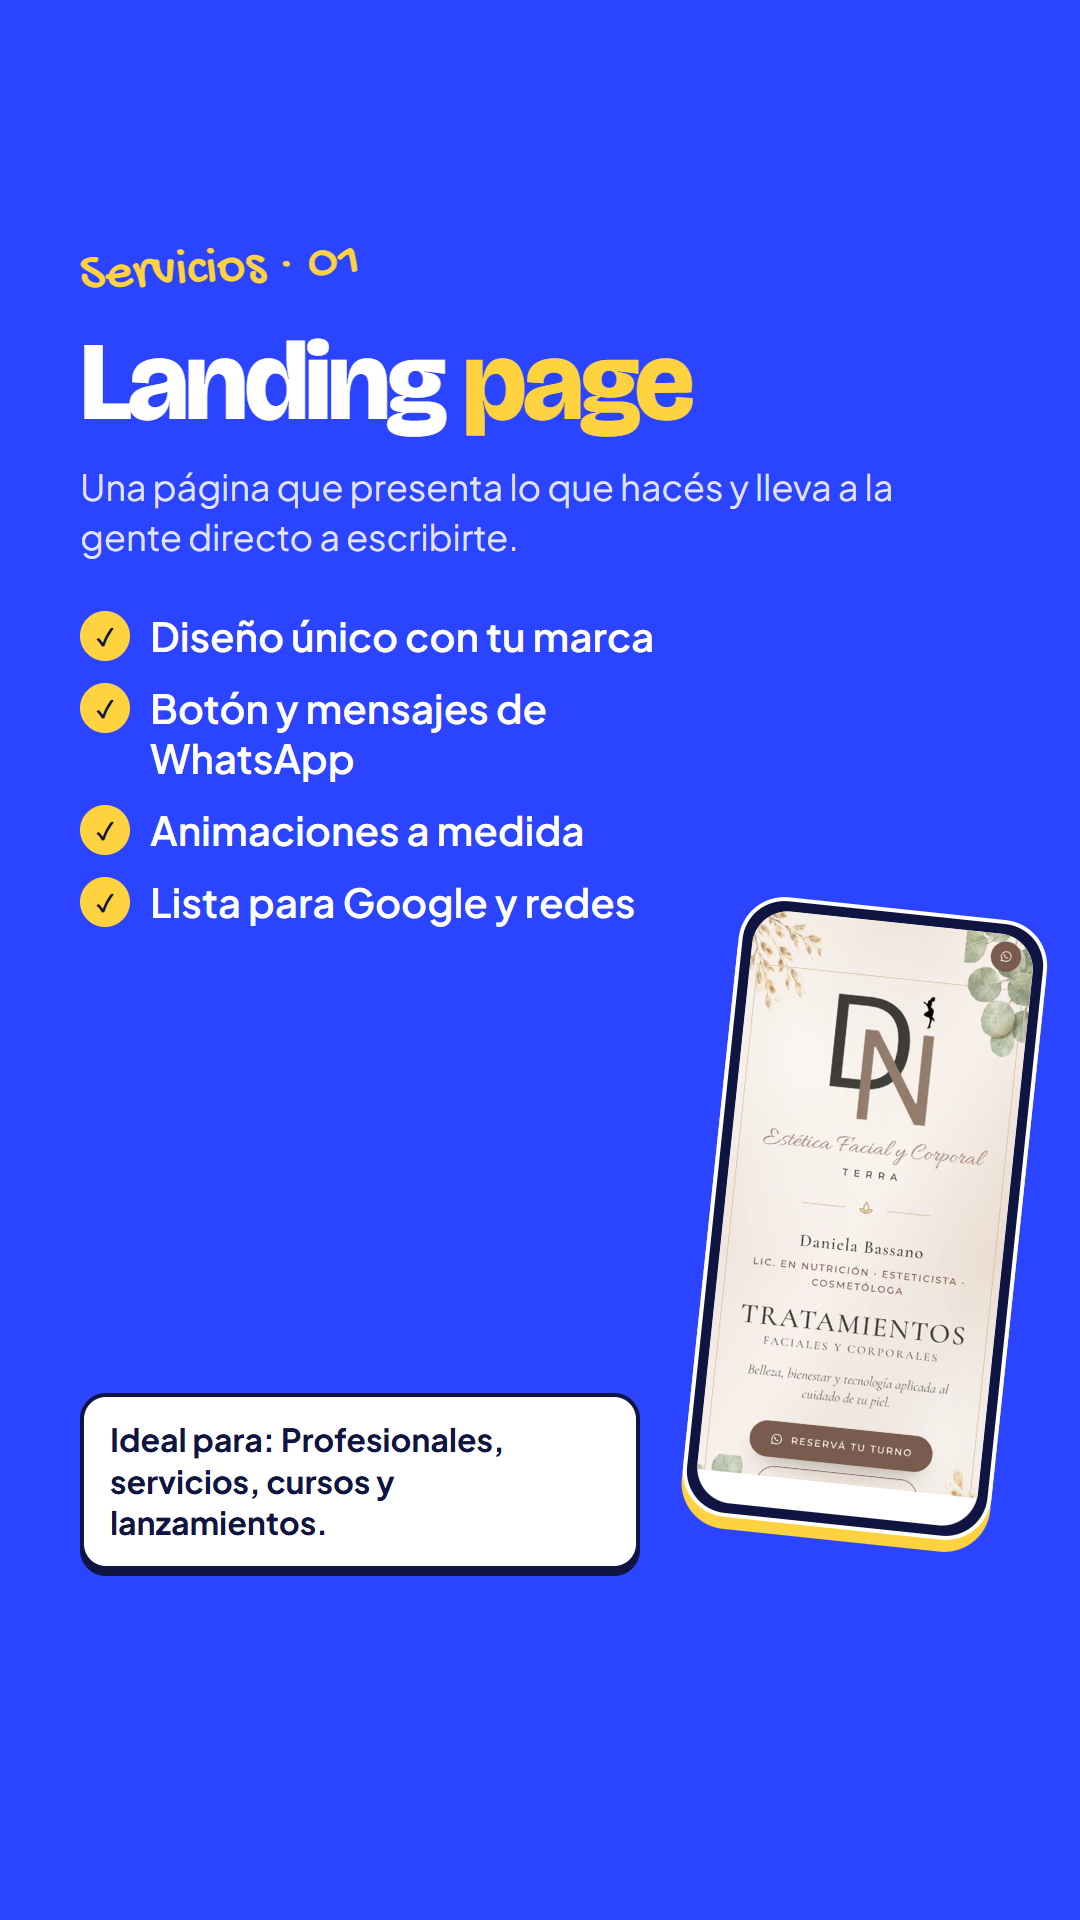 Servicios · 01
Landing page
Una página que presenta lo que hacés y lleva a la
gente directo a escribirte.
✓ Diseño único con tu marca
✓ Botón y mensajes de
WhatsApp
✓ Animaciones a medida
✓ Lista para Google y redes
DN
Estética Facial y Corporal
TERRA
Daniela Bassano
LIC. EN NUTRICIÓN · ESTETICISTA ·
COSMETÓLOGA
TRATAMIENTOS
FACIALES Y CORPORALES
Belleza, bienestar y tecnología aplicada al
cuidado de tu piel.
RESERVÁ TU TURNO
Ideal para: Profesionales,
servicios, cursos y
lanzamientos.